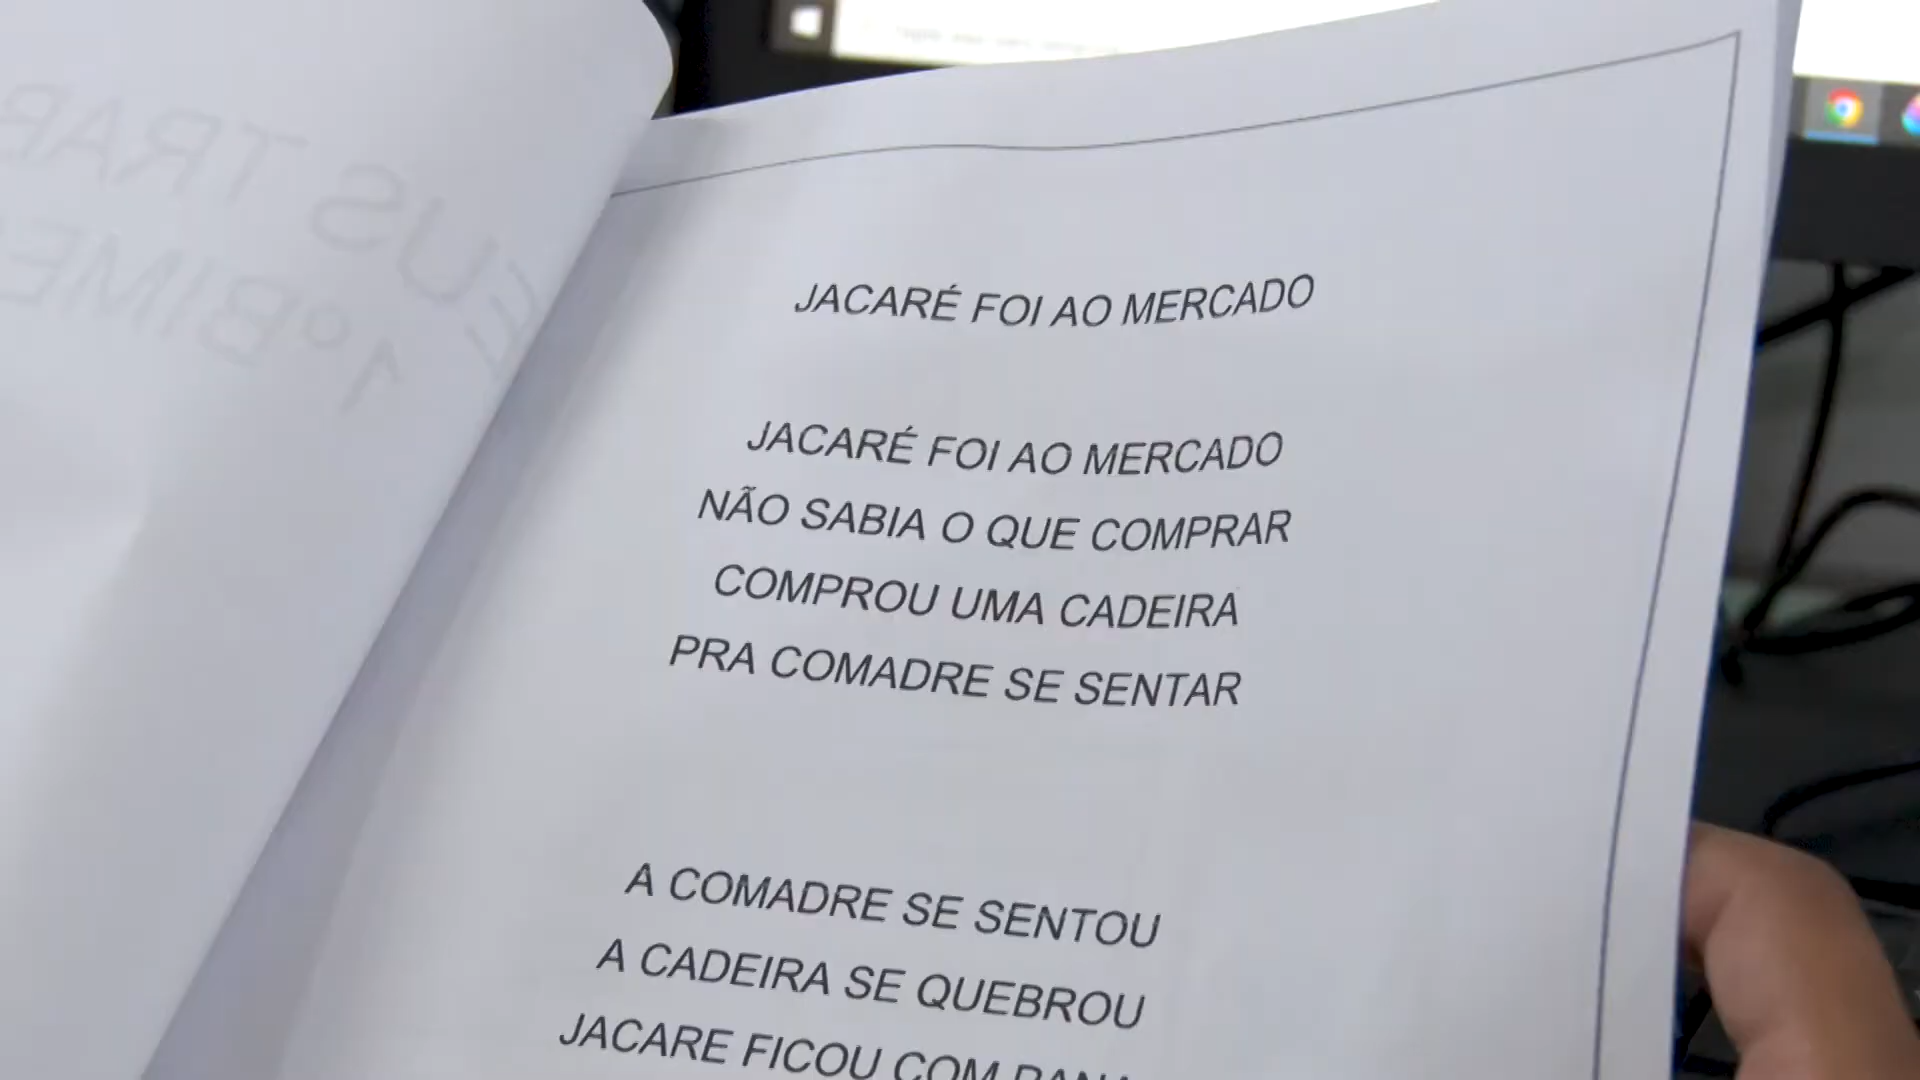 JACARÉ FOI AO MERCADO
JACARÉ FOI AO MERCADO
NÃO SABIA O QUE COMPRAR
COMPROU UMA CADEIRA
PRA COMADRE SE SENTAR
A COMADRE SE SENTOU
A CADEIRA SE QUEBROU
JACARE FICOU COM